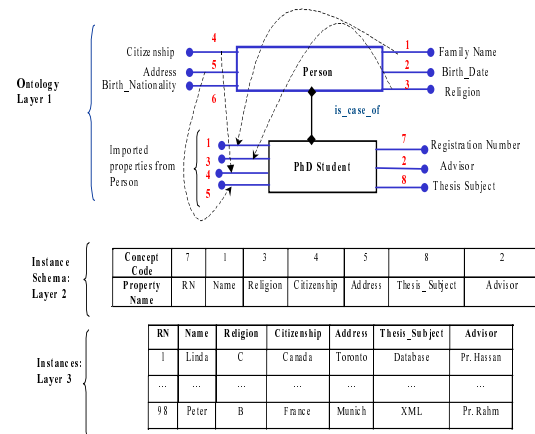 4
Citizenship
1
Family Name
Address
5
Person
2
Birth_Date
Birth_Nationality
3
Religion
6
Ontology
Layer 1
is_case_of
7
Registration Number
1
Imported
properties from
Person
3
4
5
PhD Student
2
Advisor
8
Thesis Subject
Instance
Schema:
Layer 2
Concept Code 7 1 3 4 5 8 2
Property Name RN Name Religion Citizenship Address Thesis_Subject Advisor
Instances:
Layer 3
RN Name Religion Citizenship Address Thesis_Subject Advisor
1 Linda C Canada Toronto Database Pr. Hassan
... ... ... ... ... ... ...
98 Peter B France Munich XML Pr. Rahm